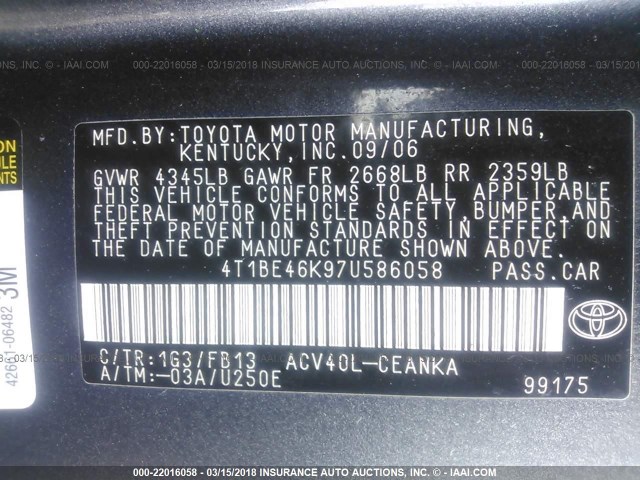 000-22016058 - 03/15/2018 INSURANCE AUTO AUCTIONS, INC. - IAAI.COM
MFD.BY:TOYOTA MOTOR MANUFACTURING,
KENTUCKY,INC.09/06
GVWR 4345LB GAWR FR 2668LB RR 2359LB
THIS VEHICLE CONFORMS TO ALL APPLICABLE
FEDERAL MOTOR VEHICLE SAFETY,BUMPER,AND
THEFT PREVENTION STANDARDS IN EFFECT ON
THE DATE OF MANUFACTURE SHOWN ABOVE.
4T1BE46K97U586058 PASS.CAR
C/TR:1G3/FB13 ACV40L-CEANKA
A/TM:-03A/U250E 99175
TOYOTA
3M
06482
000-22016058 - 03/15/2018 INSURANCE AUTO AUCTIONS, INC. - IAAI.COM